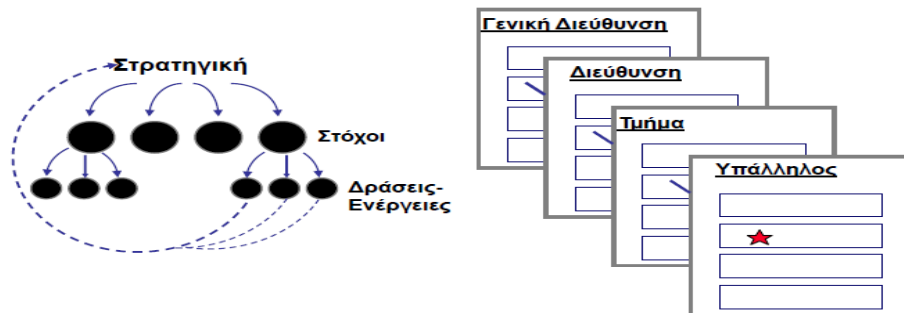 Στρατηγική
Στόχοι
Δράσεις-
Ενέργειες
Γενική Διεύθυνση
Διεύθυνση
Τμήμα
Υπάλληλος